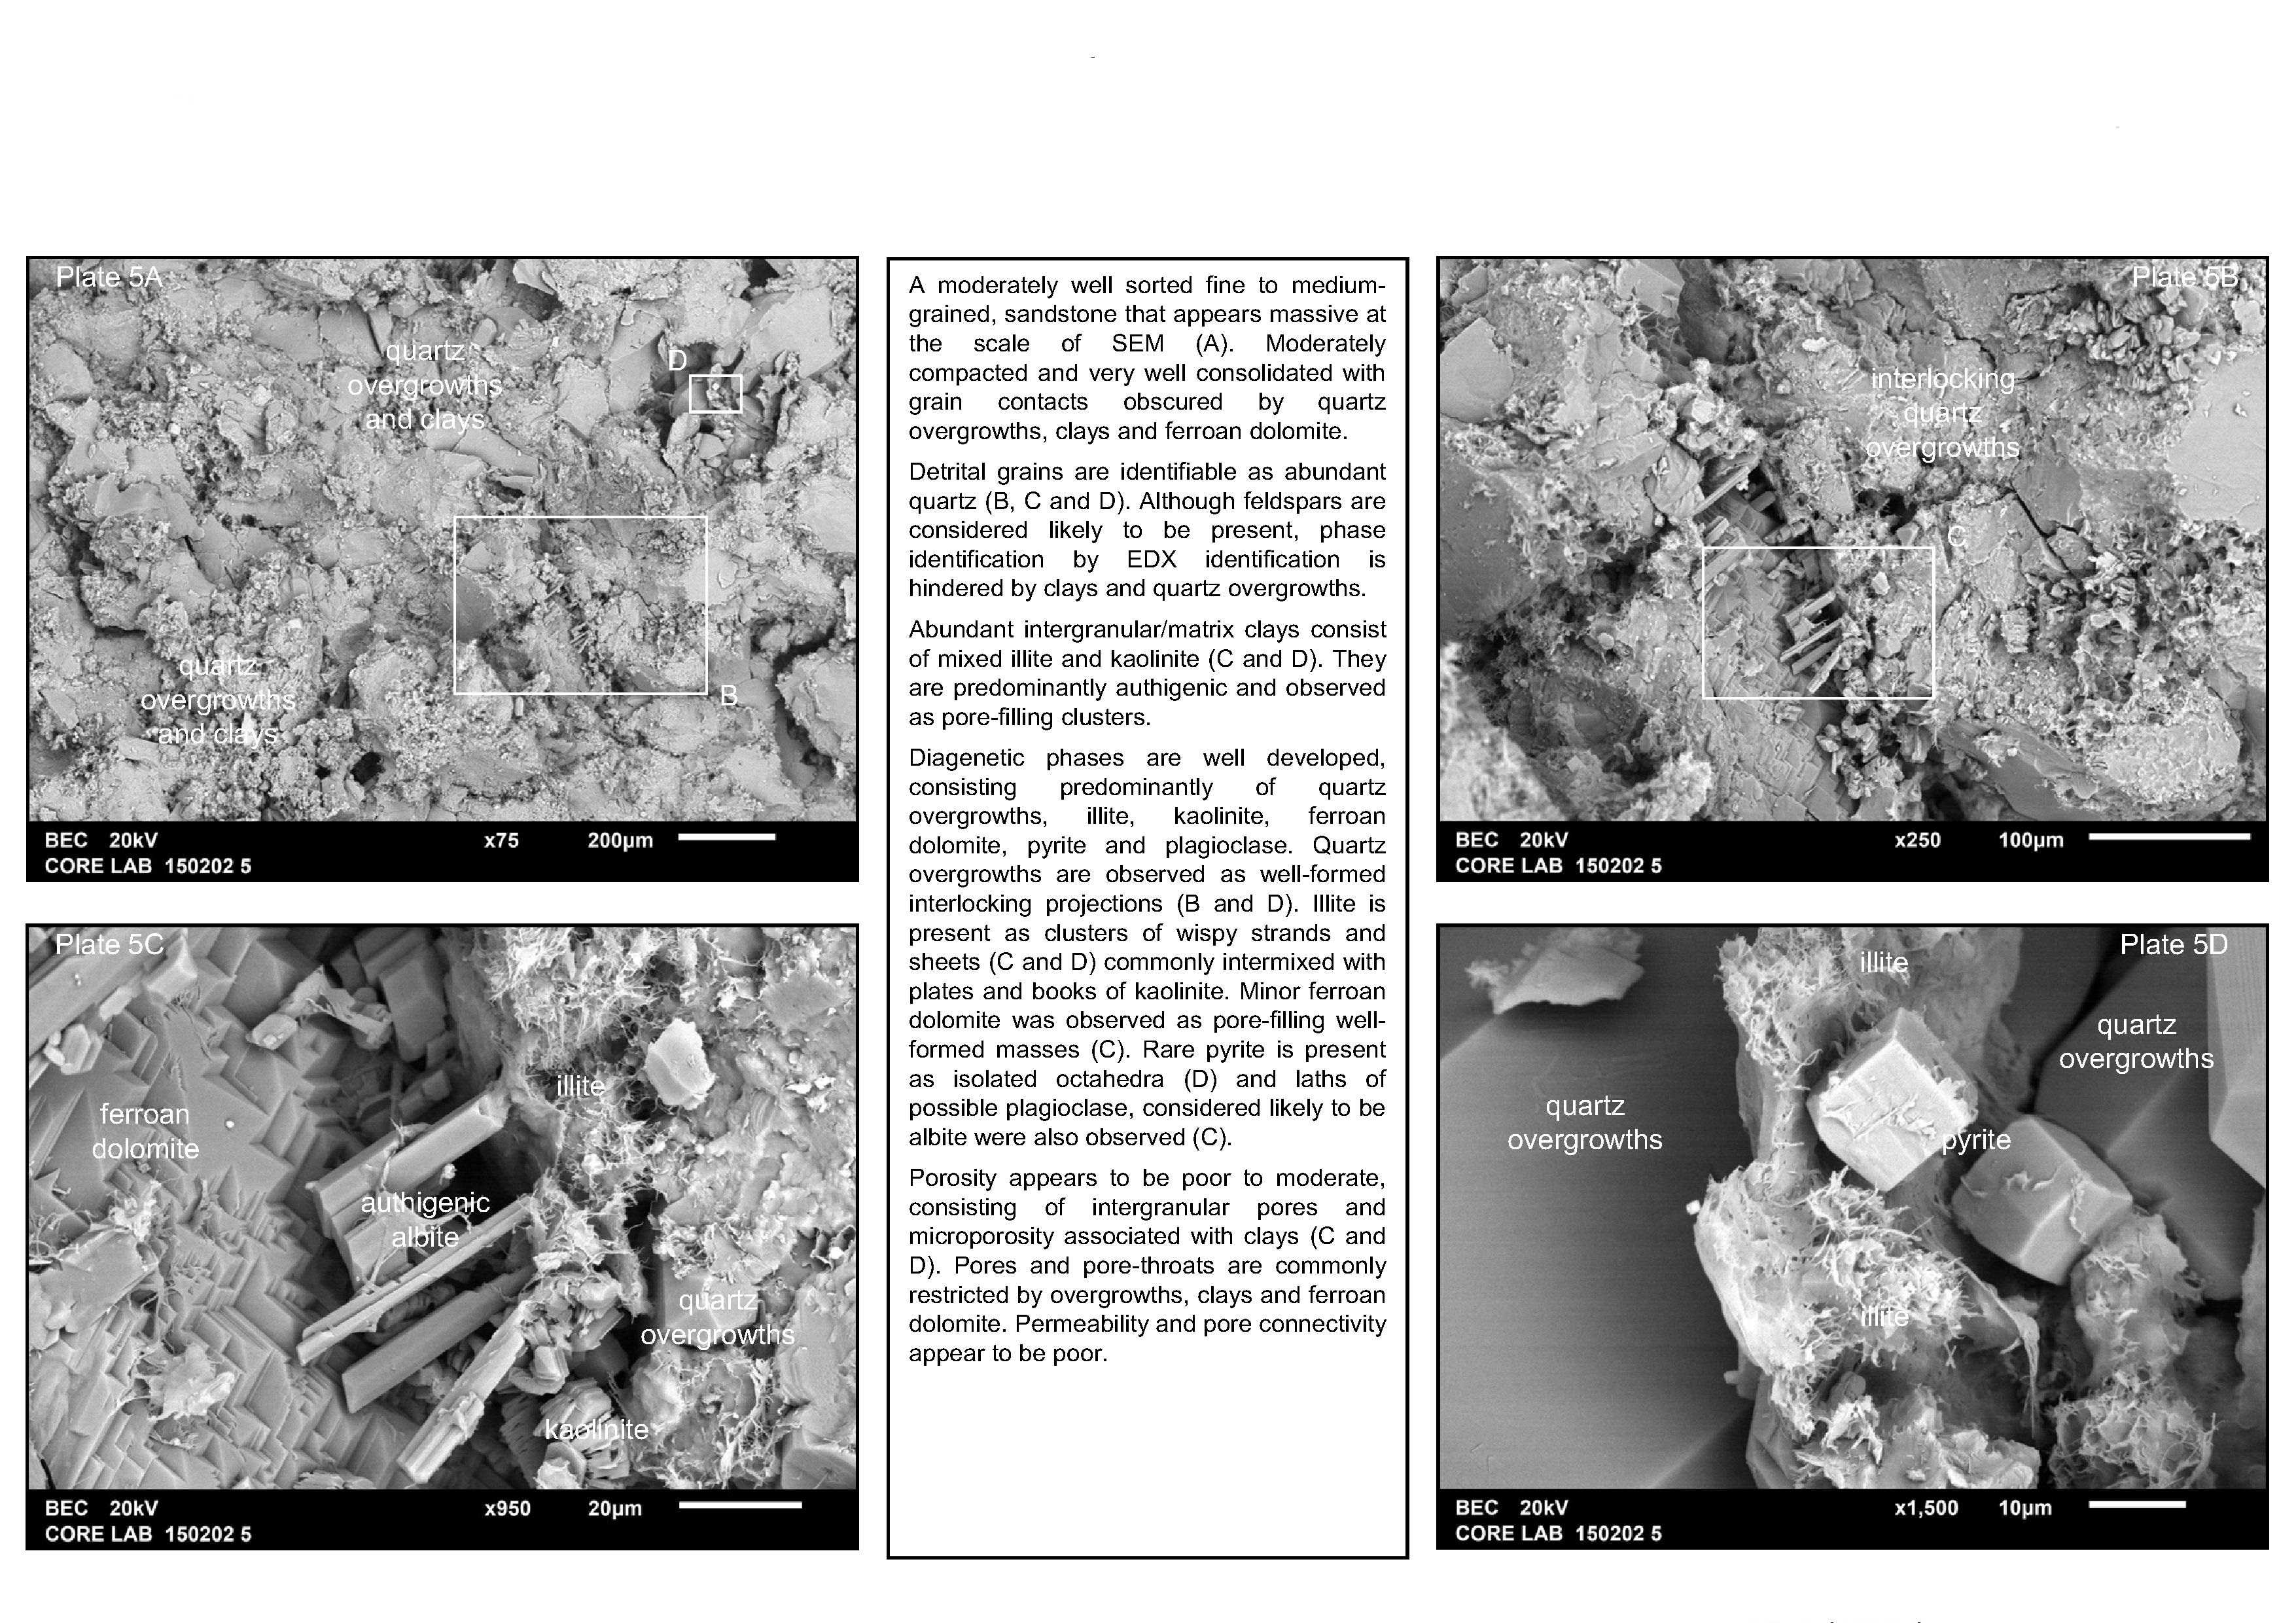 Plate 5A
quartz
overgrowths
and clays
D
quartz
overgrowths
and clays
B
BEC 20kV x75 200µm
CORE LAB 150202 5
A moderately well sorted fine to medium-
grained, sandstone that appears massive at
the scale of SEM (A). Moderately
compacted and very well consolidated with
grain contacts obscured by quartz
overgrowths, clays and ferroan dolomite.
Detrital grains are identifiable as abundant
quartz (B, C and D). Although feldspars are
considered likely to be present, phase
identification by EDX identification is
hindered by clays and quartz overgrowths.
Abundant intergranular/matrix clays consist
of mixed illite and kaolinite (C and D). They
are predominantly authigenic and observed
as pore-filling clusters.
Diagenetic phases are well developed,
consisting predominantly of quartz
overgrowths, illite, kaolinite, ferroan
dolomite, pyrite and plagioclase. Quartz
overgrowths are observed as well-formed
interlocking projections (B and D). Illite is
present as clusters of wispy strands and
sheets (C and D) commonly intermixed with
plates and books of kaolinite. Minor ferroan
dolomite was observed as pore-filling well-
formed masses (C). Rare pyrite is present
as isolated octahedra (D) and laths of
possible plagioclase, considered likely to be
albite were also observed (C).
Porosity appears to be poor to moderate,
consisting of intergranular pores and
microporosity associated with clays (C and
D). Pores and pore-throats are commonly
restricted by overgrowths, clays and ferroan
dolomite. Permeability and pore connectivity
appear to be poor.
Plate 5B
interlocking
quartz
overgrowths
C
BEC 20kV x250 100µm
CORE LAB 150202 5
Plate 5C
illite
ferroan
dolomite
authigenic
albite
quartz
overgrowths
kaolinite
BEC 20kV x950 20µm
CORE LAB 150202 5
Plate 5D
illite
quartz
overgrowths
quartz
overgrowths
pyrite
illite
BEC 20kV x1,500 10µm
CORE LAB 150202 5